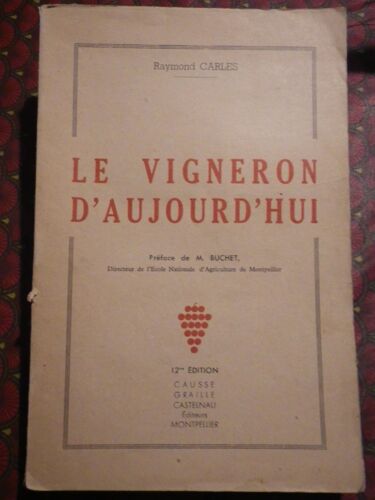 Raymond CARLES
LE VIGNERON
D'AUJOURD'HUI
Préface de M. BUCHET,
Directeur de l'Ecole Nationale d'Agriculture de Montpellier
12me ÉDITION
CAUSSE
GRAILLE
CASTELNAU
Éditeurs
MONTPELLIER